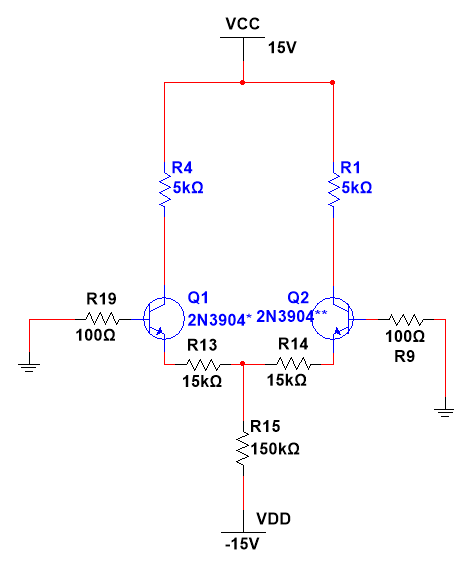 VCC
15V
R4
5kΩ
R1
5kΩ
R19
100Ω
Q1
2N3904*
Q2
2N3904**
100Ω
R9
R13
15kΩ
R14
15kΩ
R15
150kΩ
VDD
-15V